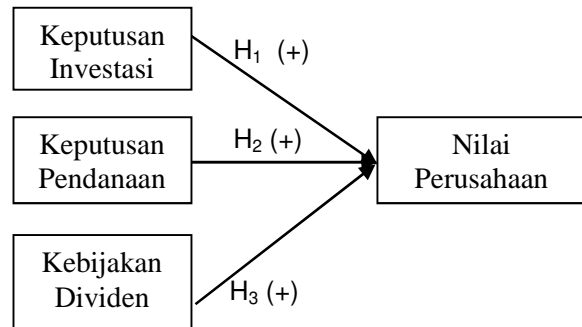 Keputusan
Investasi
H₁ (+)
Keputusan
Pendanaan
H₂ (+)
Nilai
Perusahaan
Kebijakan
Dividen
H₃ (+)